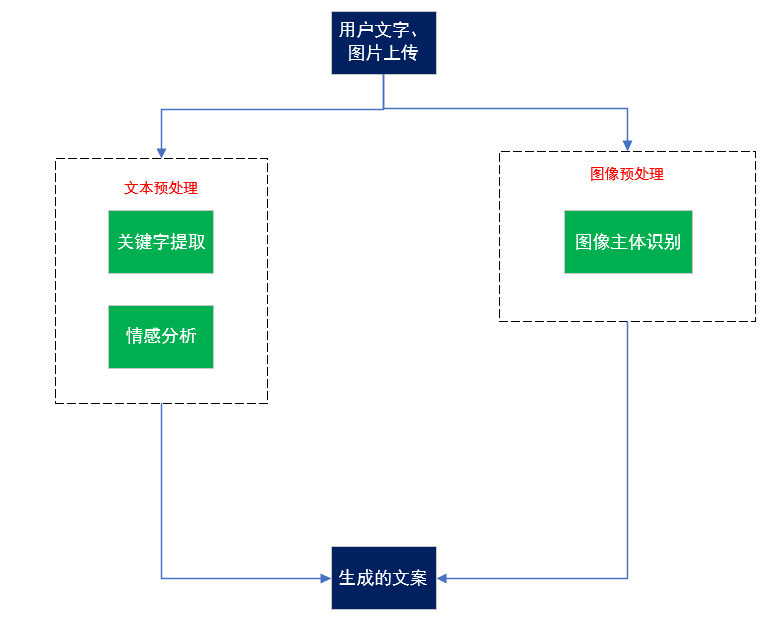 用户文字、
图片上传
文本预处理
关键字提取
情感分析
图像预处理
图像主体识别
生成的文案